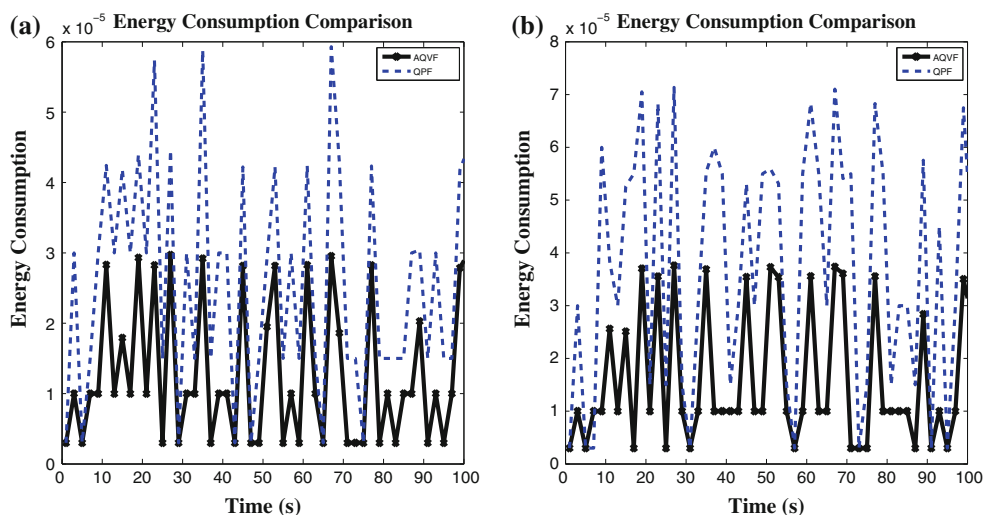 (a)
x 10⁻⁵
Energy Consumption Comparison
6
5
4
3
2
1
0
Energy Consumption
AQVF
QPF
0 10 20 30 40 50 60 70 80 90 100
Time (s)
(b)
x 10⁻⁵
Energy Consumption Comparison
8
7
6
5
4
3
2
1
0
Energy Consumption
AQVF
QPF
0 10 20 30 40 50 60 70 80 90 100
Time (s)